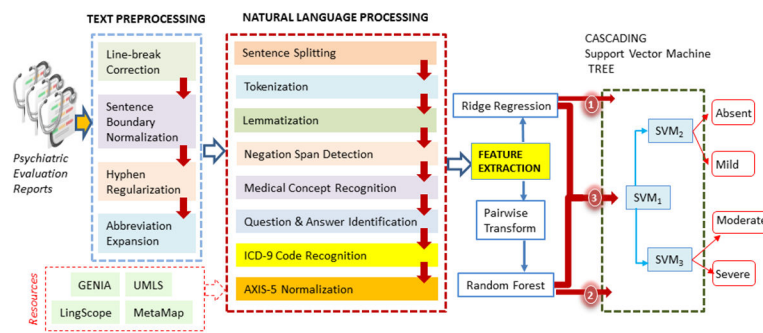 TEXT PREPROCESSING
Line-break
Correction
Sentence
Boundary
Normalization
Hyphen
Regularization
Abbreviation
Expansion
Psychiatric
Evaluation
Reports
Resources
GENIA
UMLS
LingScope
MetaMap
NATURAL LANGUAGE PROCESSING
Sentence Splitting
Tokenization
Lemmatization
Negation Span Detection
Medical Concept Recognition
Question & Answer Identification
ICD-9 Code Recognition
AXIS-5 Normalization
Ridge Regression
FEATURE
EXTRACTION
Pairwise
Transform
Random Forest
1
3
2
CASCADING
Support Vector Machine
TREE
SVM1
SVM2
SVM3
Absent
Mild
Moderate
Severe